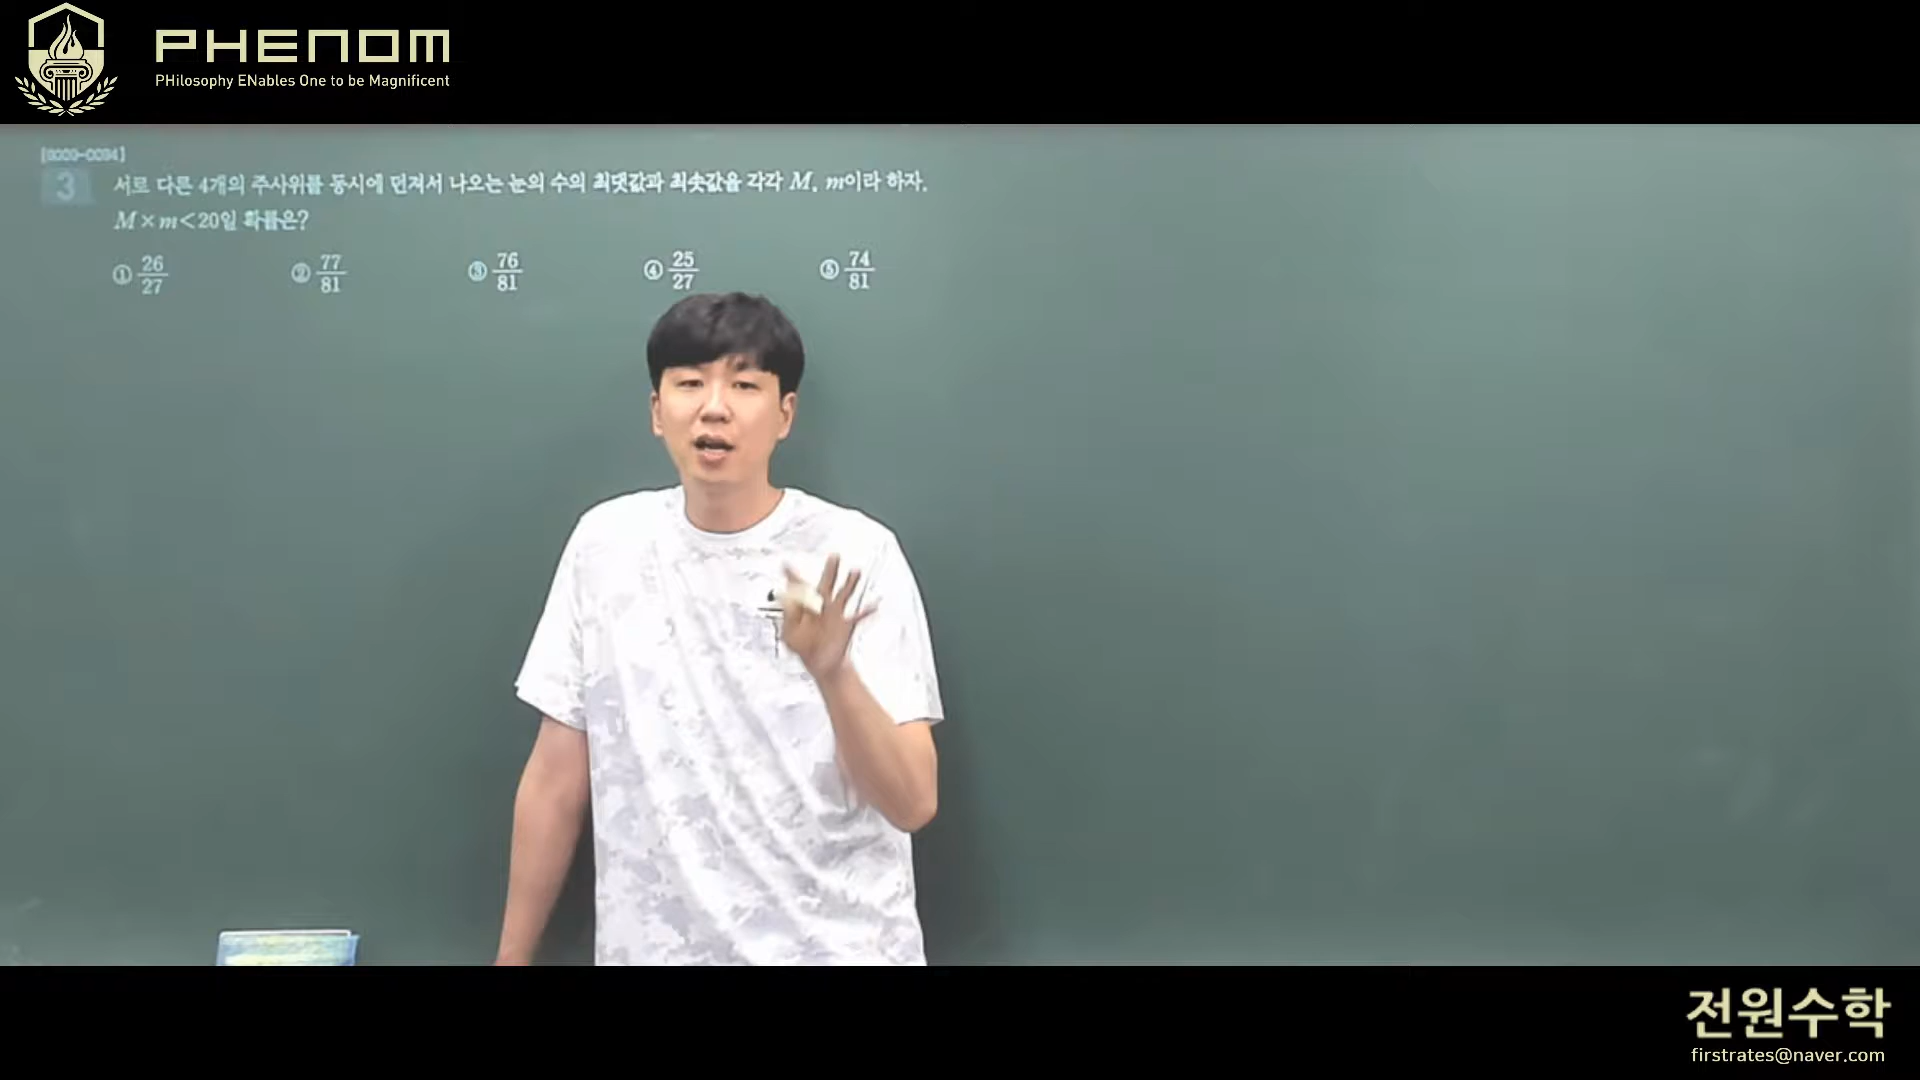 PHENOM
PHilosophy ENables One to be Magnificent
[9009-0094]
3 서로 다른 4개의 주사위를 동시에 던져서 나오는 눈의 수의 최댓값과 최솟값을 각각 M, m이라 하자.
M×m<20일 확률은?
① 26/27 ② 77/81 ③ 76/81 ④ 25/27 ⑤ 74/81
전원수학
firstrates@naver.com